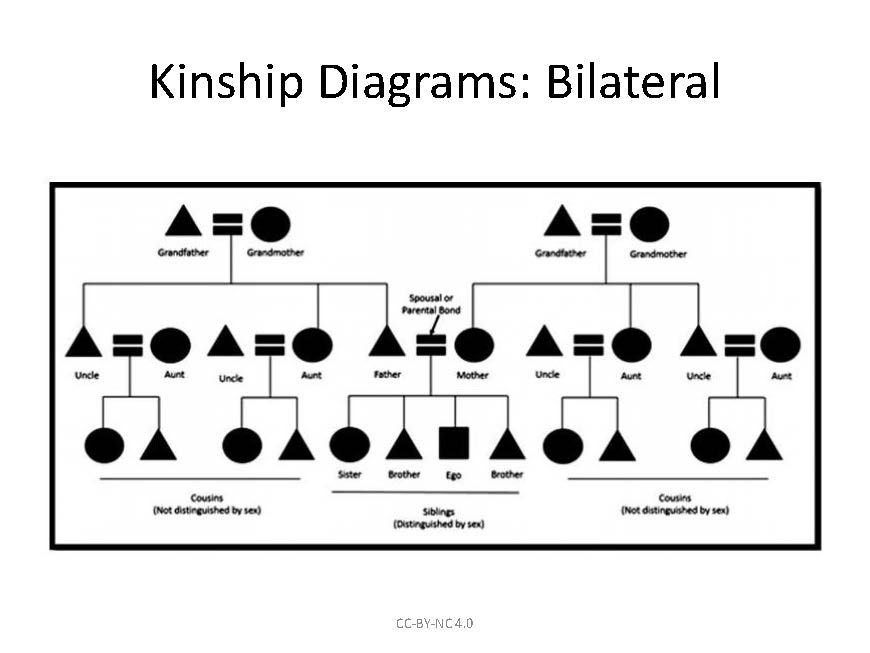 Kinship Diagrams: Bilateral
Grandfather
Grandmother
Grandfather
Grandmother
Spousal or
Parental Bond
Uncle
Aunt
Uncle
Aunt
Father
Mother
Uncle
Aunt
Uncle
Aunt
Sister
Brother
Ego
Brother
Cousins
(Not distinguished by sex)
Siblings
(Distinguished by sex)
Cousins
(Not distinguished by sex)
CC-BY-NC 4.0